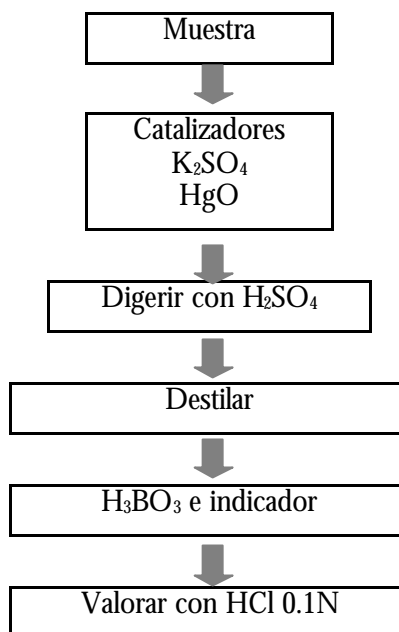 Muestra
Catalizadores
K₂SO₄
HgO
Digerir con H₂SO₄
Destilar
H₃BO₃ e indicador
Valorar con HCl 0.1N